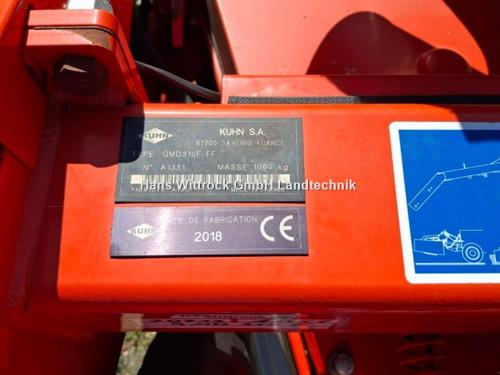 KUHN
KUHN S.A.
67700 SAVERNE FRANCE
TYPE GMD310F-FF
N° A1351 MASSE 1060 kg
Hans Wittrock GmbH Landtechnik
KUHN
DE FABRICATION
2018
CE